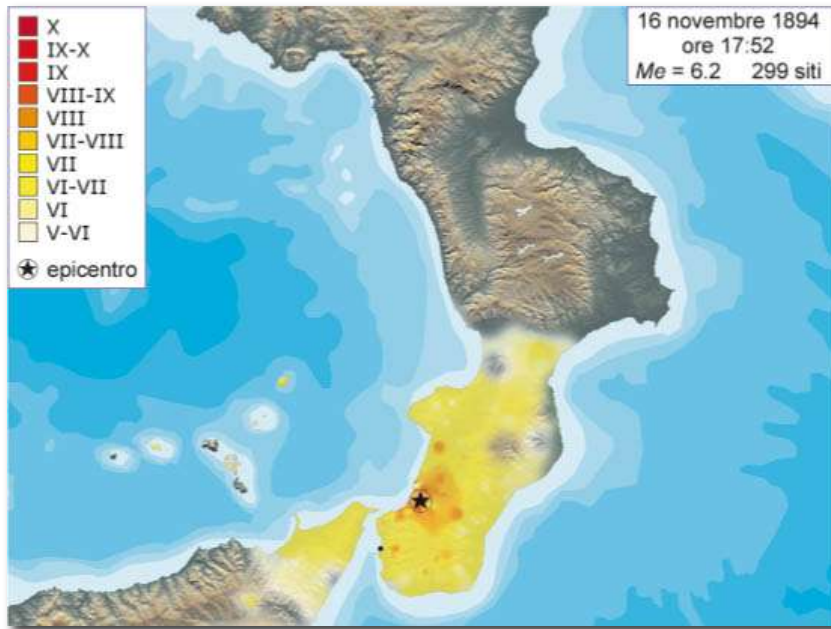 X
IX-X
IX
VIII-IX
VIII
VII-VIII
VII
VI-VII
VI
V-VI
epicentro
16 novembre 1894
ore 17:52
Me = 6.2 299 siti